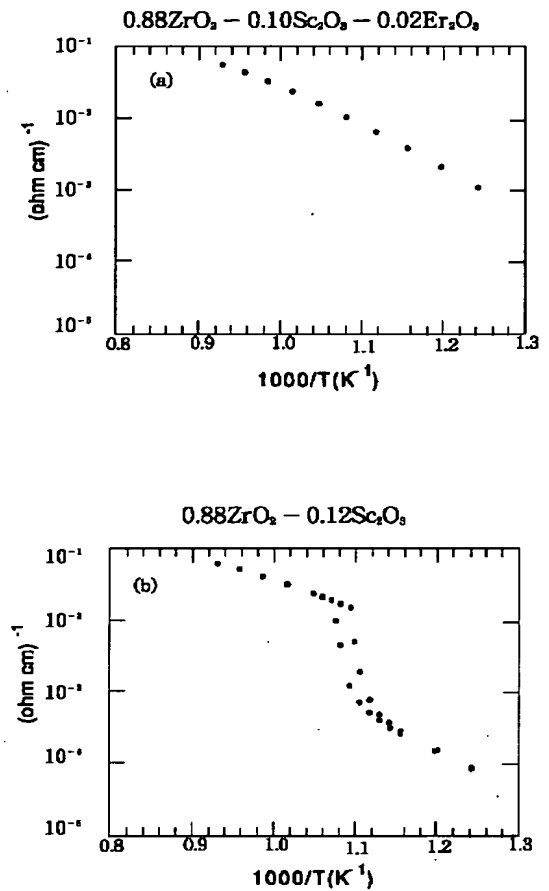 0.88ZrO₂ − 0.10Sc₂O₃ − 0.02Er₂O₃
(a)
10⁻¹
10⁻²
10⁻³
10⁻⁴
10⁻⁵
(ohm cm)⁻¹
0.8 0.9 1.0 1.1 1.2 1.3
1000/T(K⁻¹)
0.88ZrO₂ − 0.12Sc₂O₃
(b)
10⁻¹
10⁻²
10⁻³
10⁻⁴
10⁻⁵
(ohm cm)⁻¹
0.8 0.9 1.0 1.1 1.2 1.3
1000/T(K⁻¹)